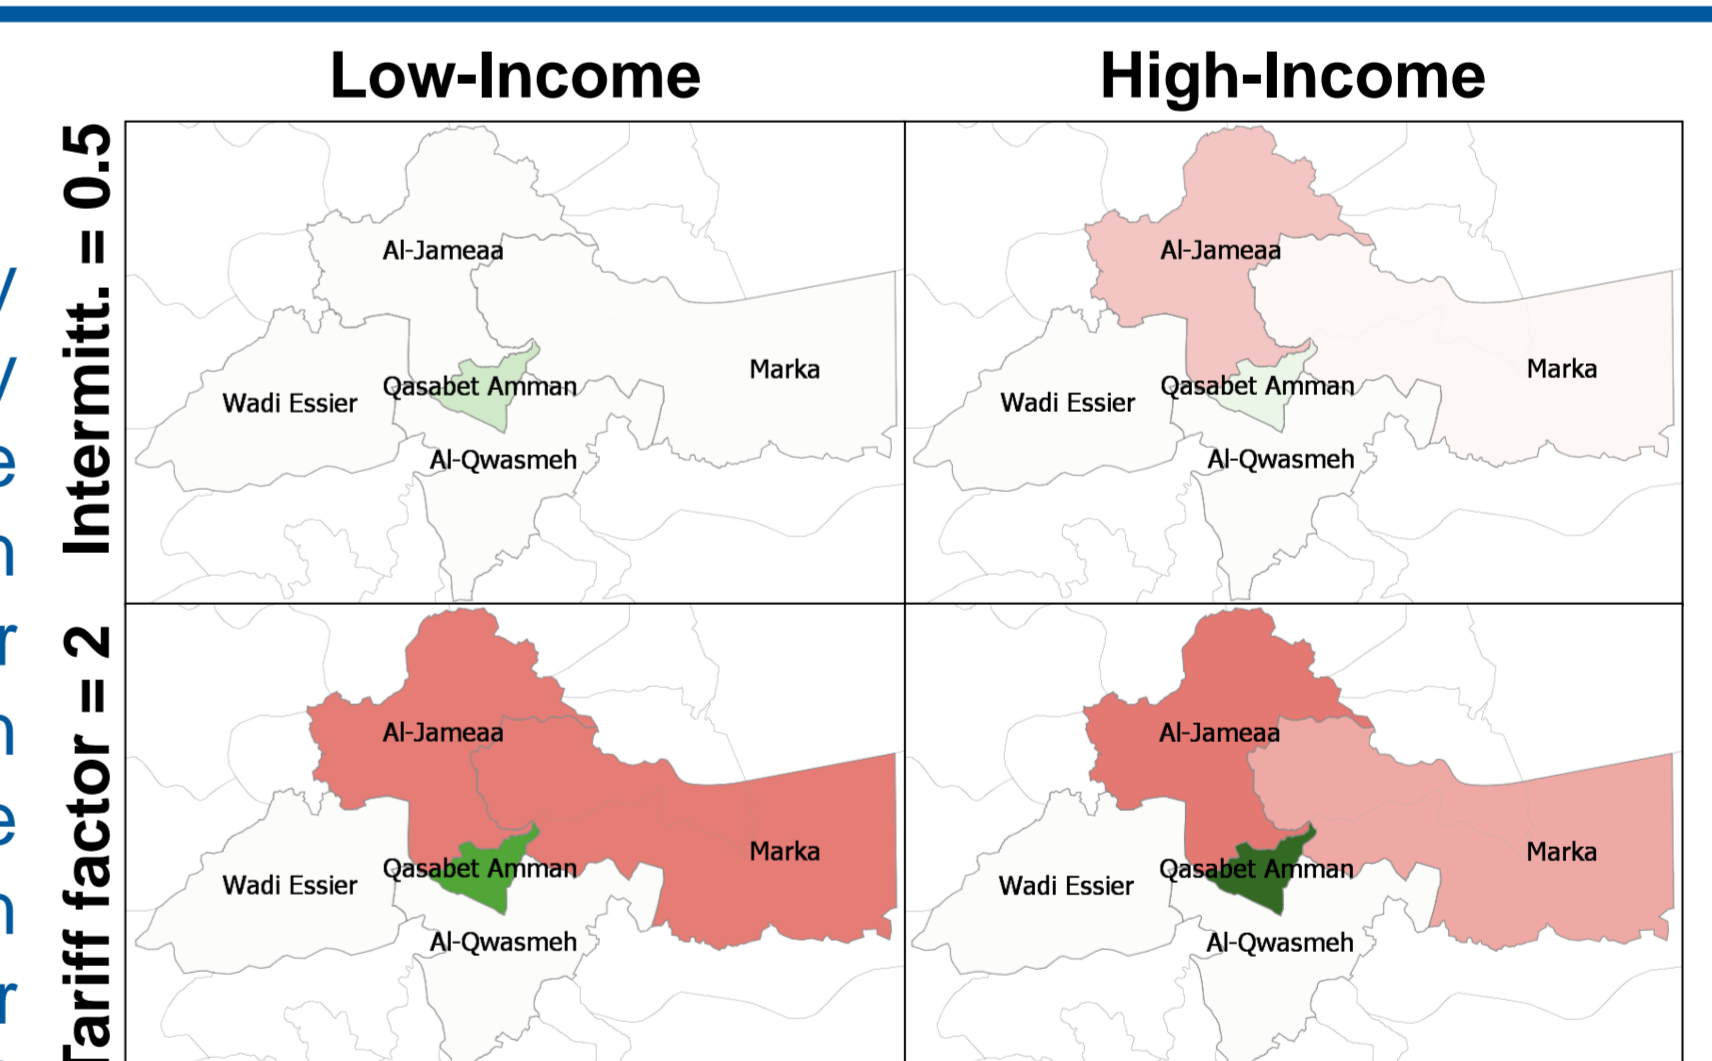 Low-Income High-Income
Intermitt. = 0.5
Al-Jameaa
Marka
Qasabet Amman
Wadi Essier
Al-Qwasmeh
Al-Jameaa
Marka
Qasabet Amman
Wadi Essier
Al-Qwasmeh
Tariff factor = 2
Al-Jameaa
Marka
Qasabet Amman
Wadi Essier
Al-Qwasmeh
Al-Jameaa
Marka
Qasabet Amman
Wadi Essier
Al-Qwasmeh